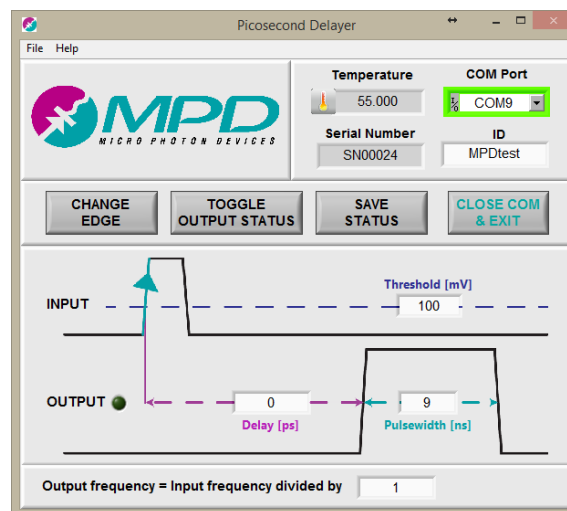 Picosecond Delayer
File Help
MPD
MICRO PHOTON DEVICES
Temperature
55.000
COM Port
COM9
Serial Number
SN00024
ID
MPDtest
CHANGE
EDGE
TOGGLE
OUTPUT STATUS
SAVE
STATUS
CLOSE COM
& EXIT
INPUT
Threshold [mV]
100
OUTPUT
0
Delay [ps]
9
Pulsewidth [ns]
Output frequency = Input frequency divided by 1